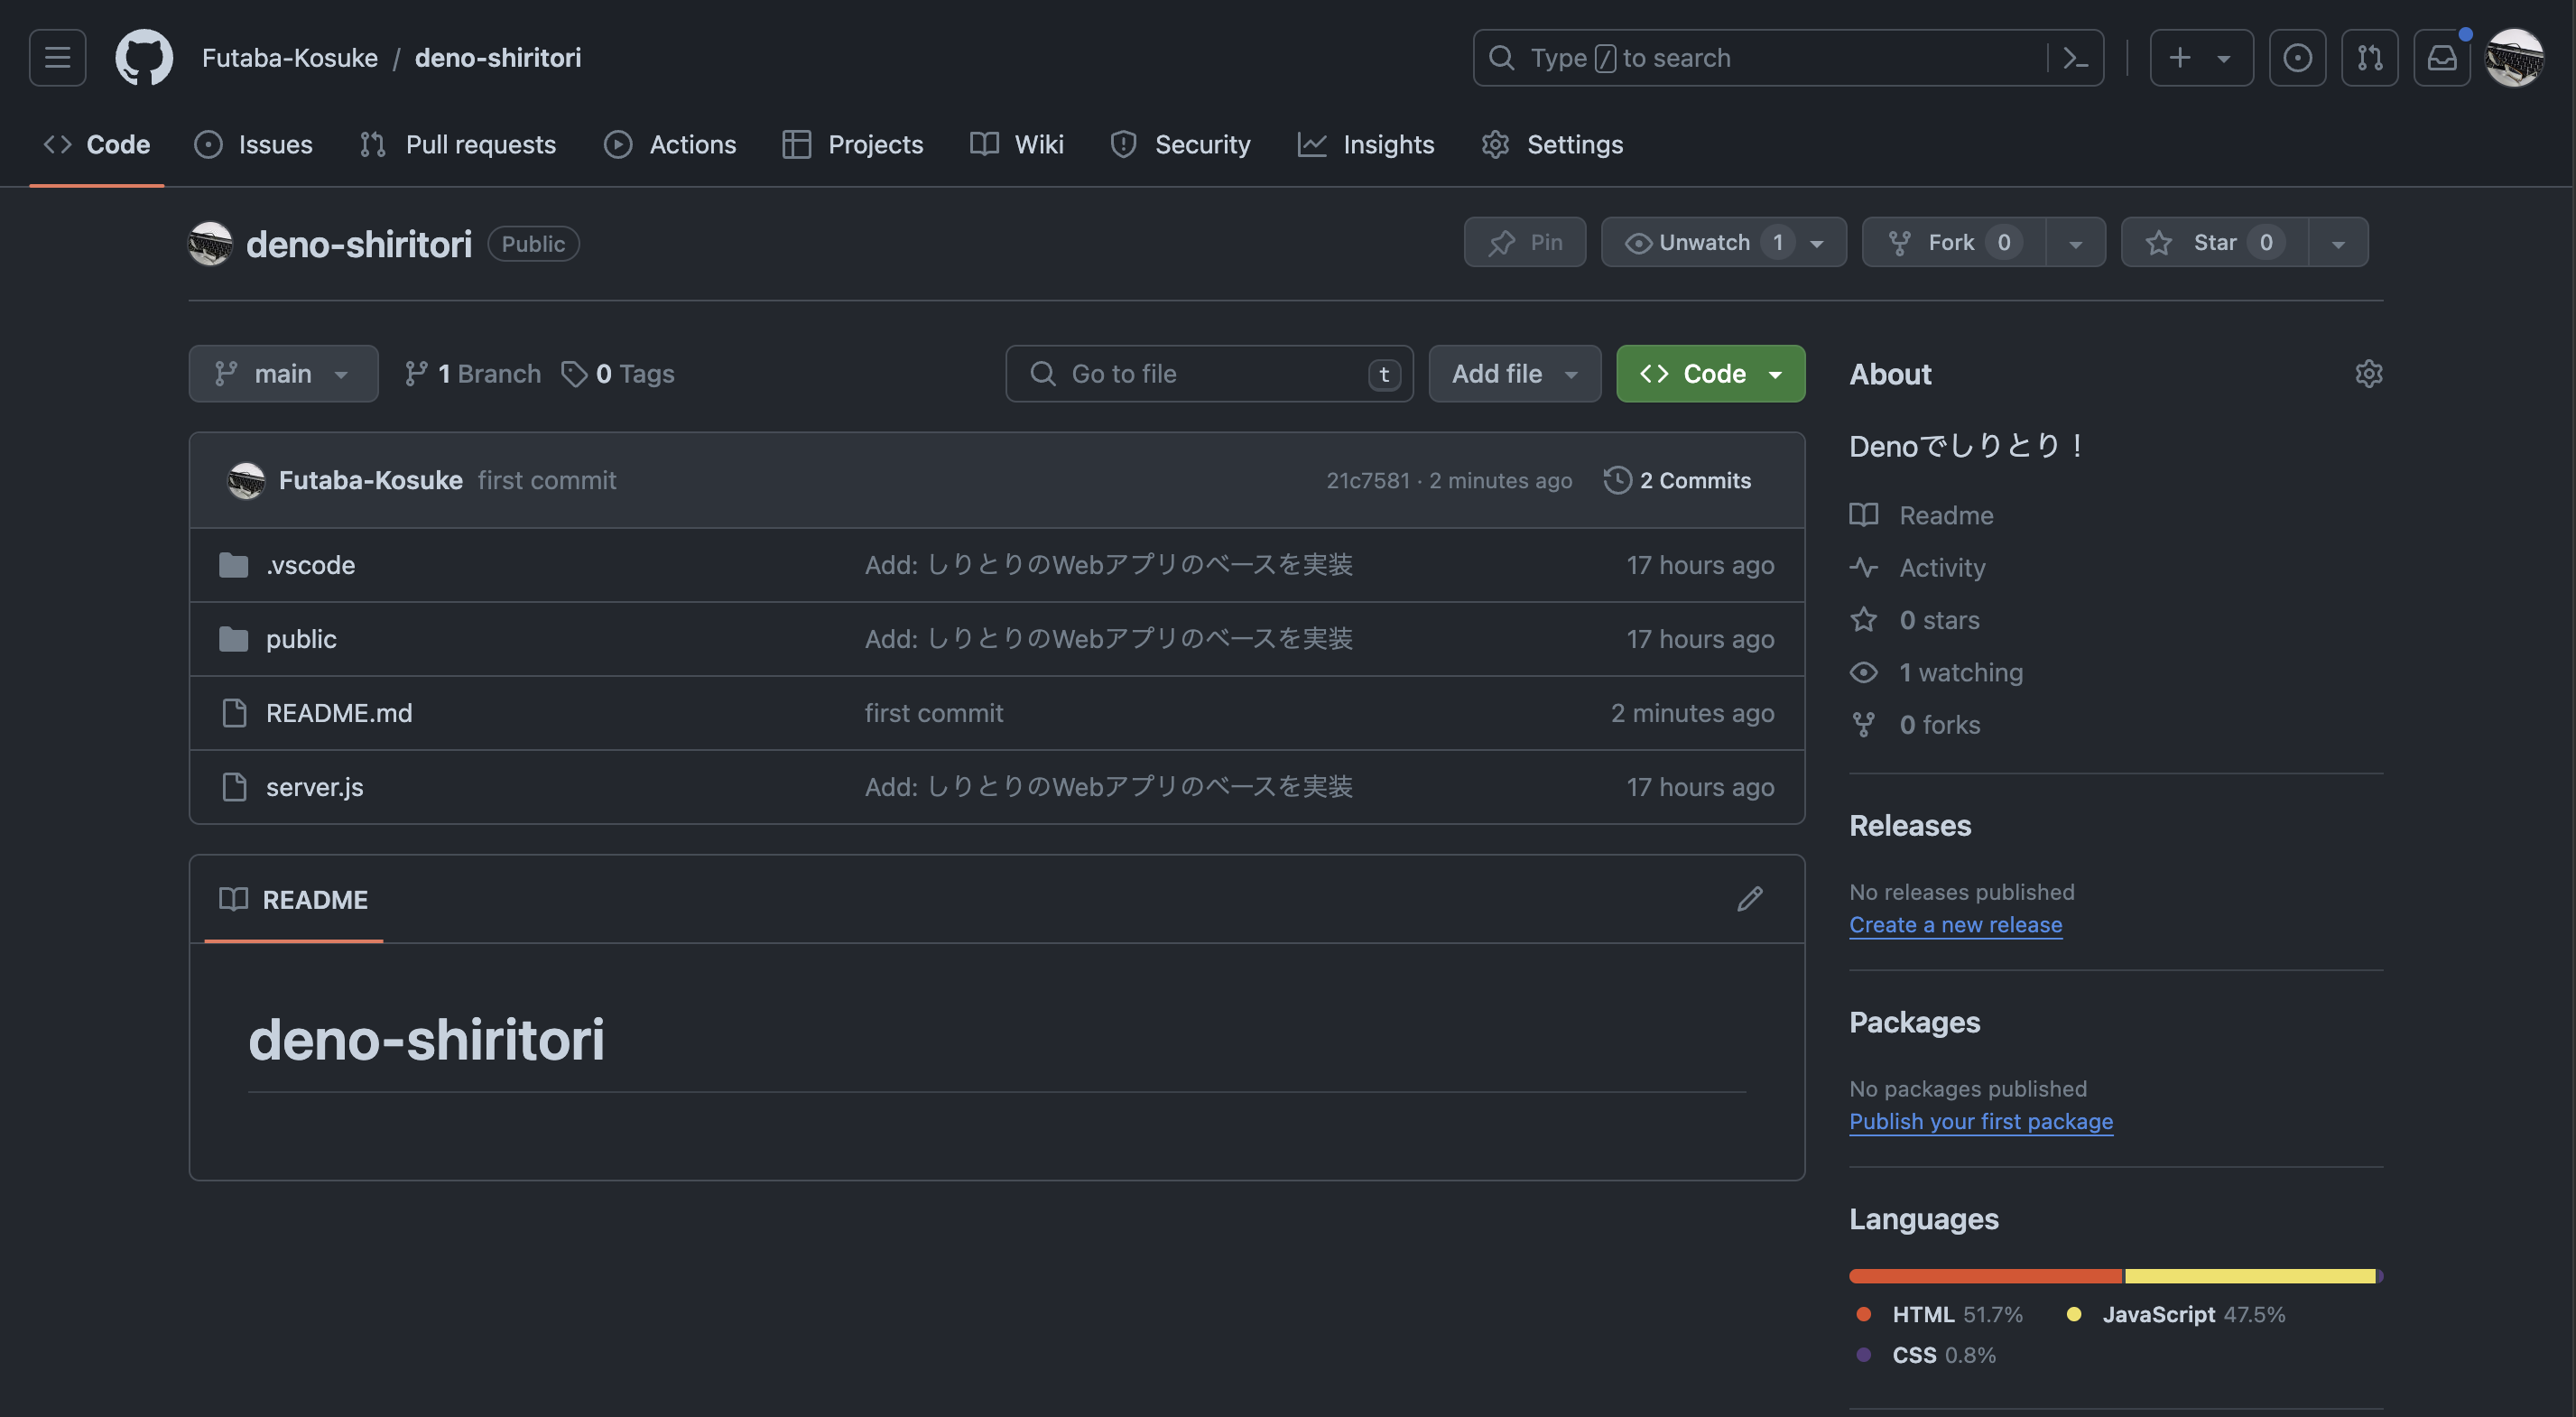 Futaba-Kosuke / deno-shiritori
Type / to search
Code Issues Pull requests Actions Projects Wiki Security Insights Settings
deno-shiritori Public
Pin Unwatch 1 Fork 0 Star 0
main 1 Branch 0 Tags Go to file t Add file Code
Futaba-Kosuke first commit 21c7581 · 2 minutes ago 2 Commits
.vscode Add: しりとりのWebアプリのベースを実装 17 hours ago
public Add: しりとりのWebアプリのベースを実装 17 hours ago
README.md first commit 2 minutes ago
server.js Add: しりとりのWebアプリのベースを実装 17 hours ago
README
deno-shiritori
About
Denoでしりとり！
Readme
Activity
0 stars
1 watching
0 forks
Releases
No releases published
Create a new release
Packages
No packages published
Publish your first package
Languages
HTML 51.7% JavaScript 47.5%
CSS 0.8%